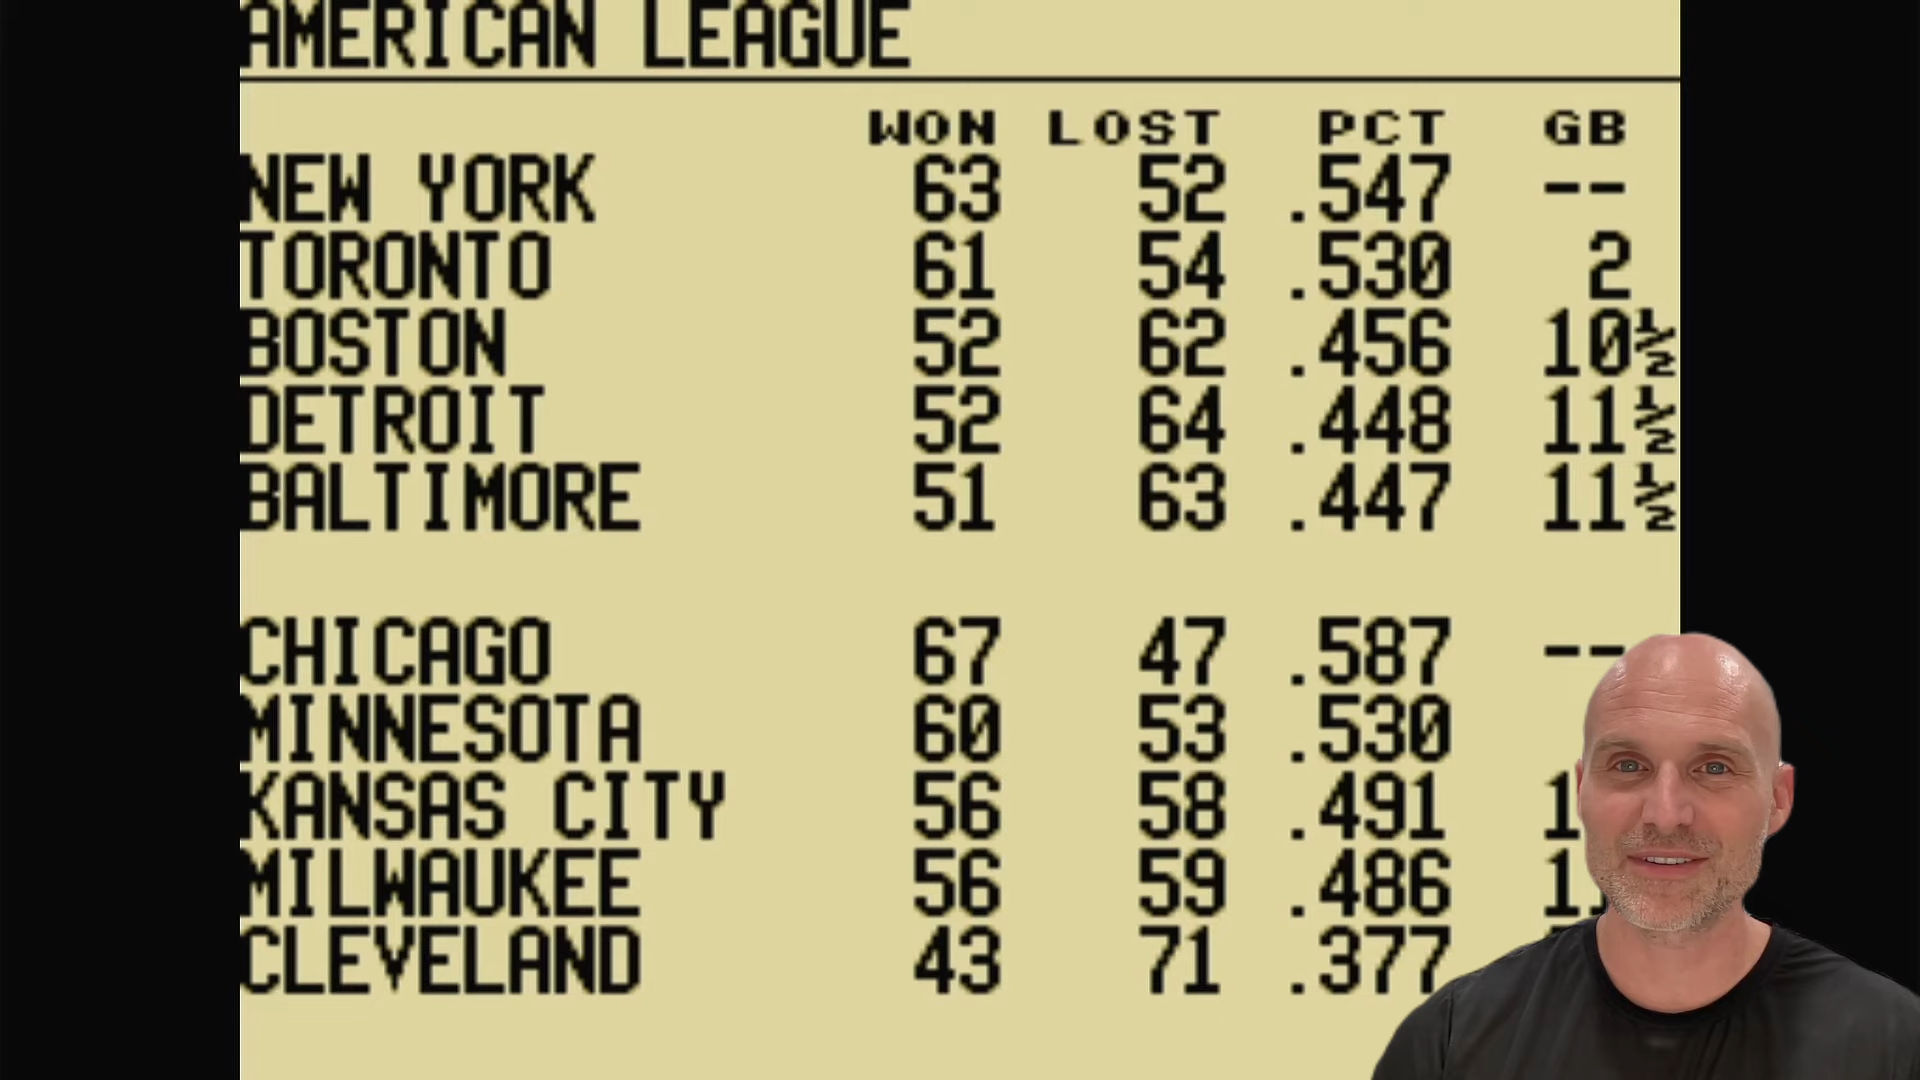 AMERICAN LEAGUE
WON LOST PCT GB
NEW YORK 63 52 .547 --
TORONTO 61 54 .530 2
BOSTON 52 62 .456 10½
DETROIT 52 64 .448 11½
BALTIMORE 51 63 .447 11½
CHICAGO 67 47 .587 --
MINNESOTA 60 53 .530
KANSAS CITY 56 58 .491
MILWAUKEE 56 59 .486
CLEVELAND 43 71 .377